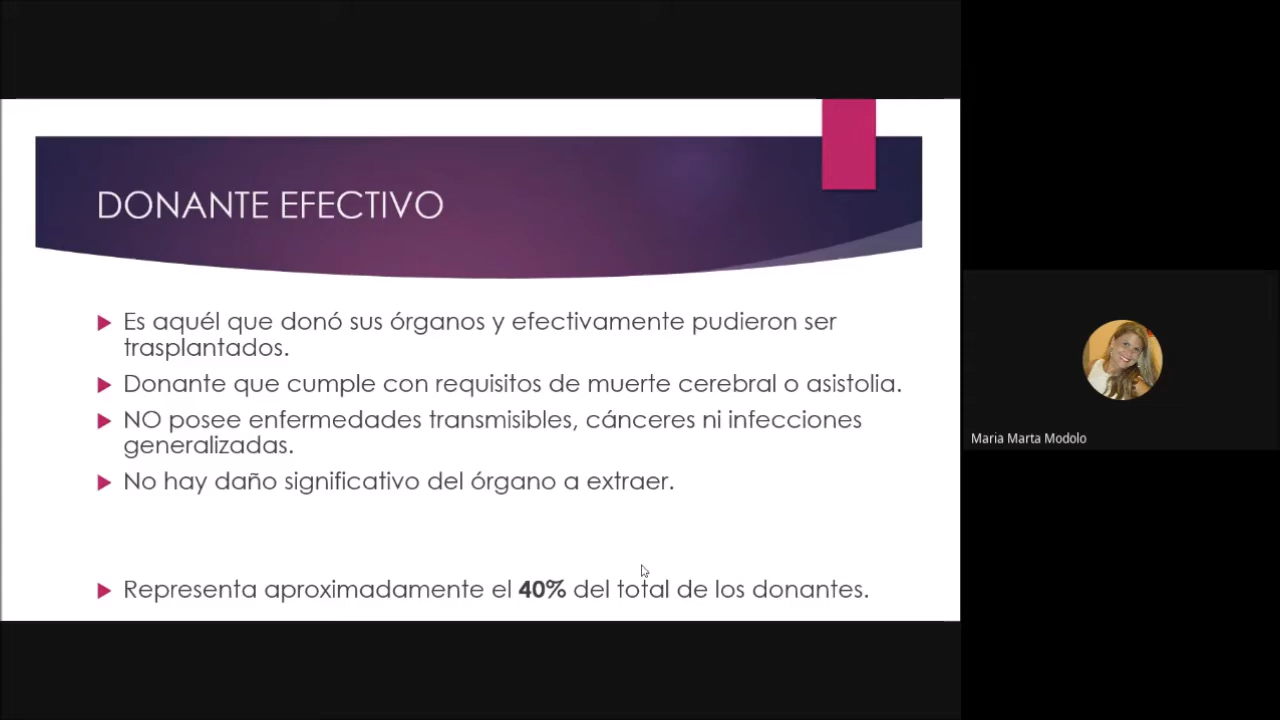 DONANTE EFECTIVO
Es aquél que donó sus órganos y efectivamente pudieron ser
trasplantados.
Donante que cumple con requisitos de muerte cerebral o asistolia.
NO posee enfermedades transmisibles, cánceres ni infecciones
generalizadas.
No hay daño significativo del órgano a extraer.
Representa aproximadamente el 40% del total de los donantes.
Maria Marta Modolo